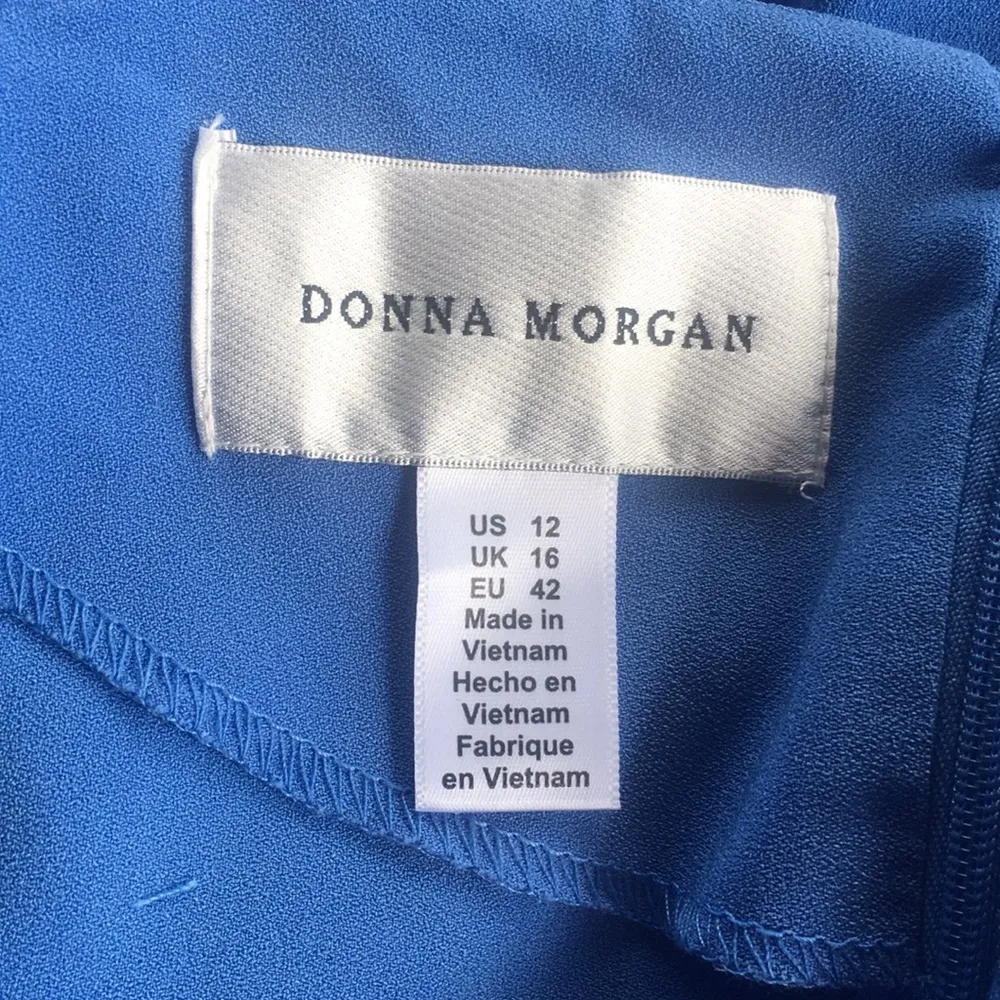 DONNA MORGAN
US 12
UK 16
EU 42
Made in
Vietnam
Hecho en
Vietnam
Fabrique
en Vietnam